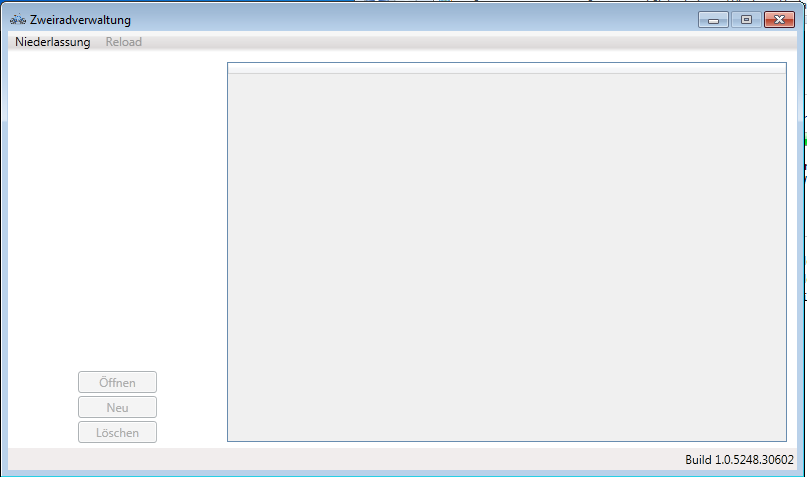 Zweiradverwaltung
Niederlassung Reload
Öffnen
Neu
Löschen
Build 1.0.5248.30602